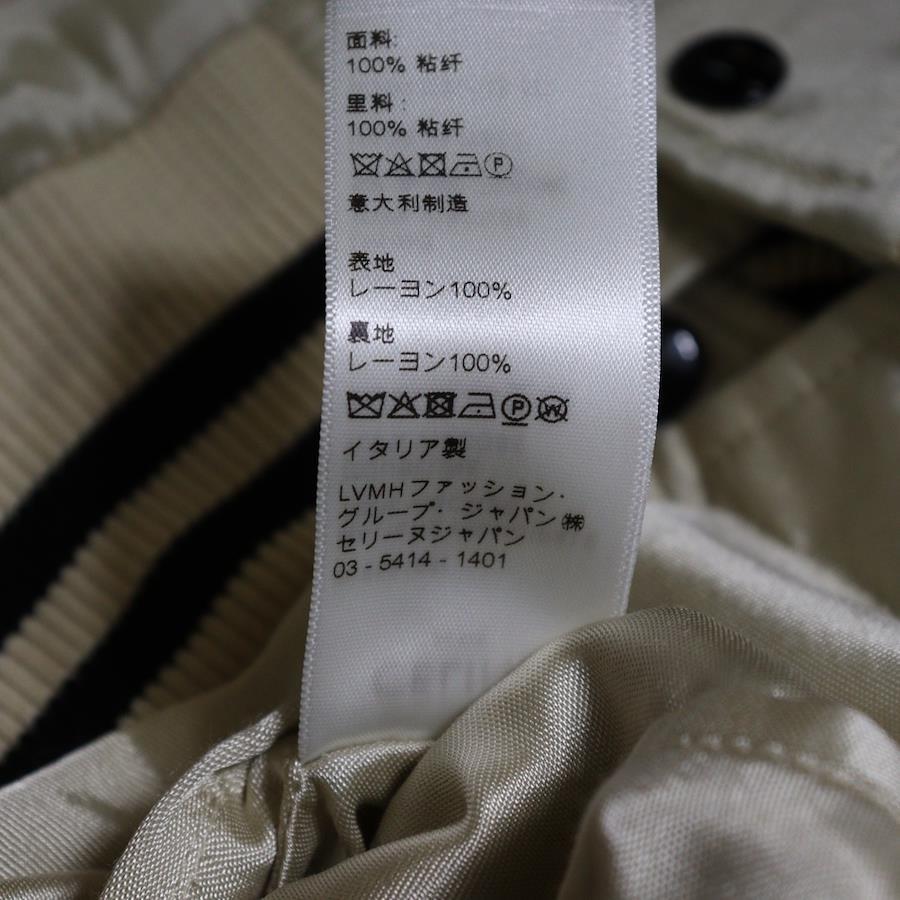 面料:
100% 粘纤
里料:
100% 粘纤
P
意大利制造
表地
レーヨン100%
裏地
レーヨン100%
P W
イタリア製
LVMHファッション・
グループ・ジャパン㈱
セリーヌジャパン
03 - 5414 - 1401